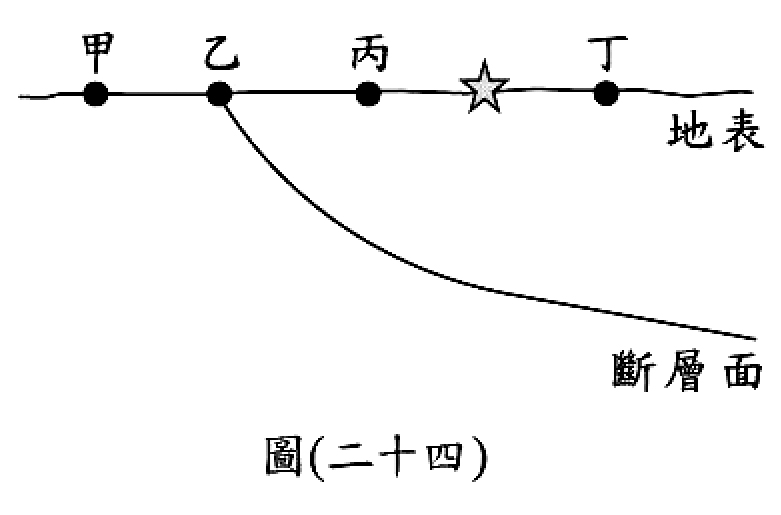 甲 乙 丙 丁
地表
斷層面
圖(二十四)